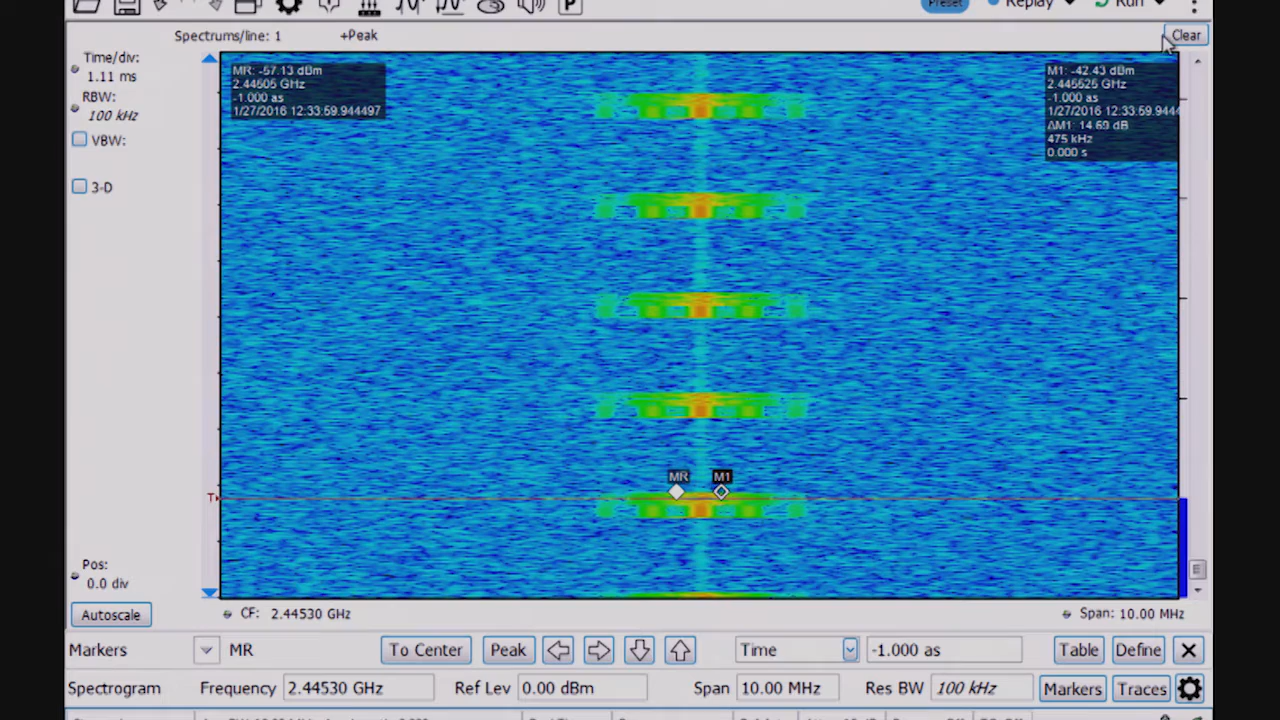 P
Preset
Replay
Run
Spectrums/line: 1
+Peak
Clear
Time/div:
1.11 ms
RBW:
100 kHz
VBW:
3-D
MR: -57.13 dBm
2.44505 GHz
-1.000 as
1/27/2016 12:33:59.944497
M1: -42.43 dBm
2.445525 GHz
-1.000 as
1/27/2016 12:33:59.9444
ΔM1: 14.69 dB
475 kHz
0.000 s
MR
M1
T
Pos:
0.0 div
Autoscale
CF: 2.44530 GHz
Span: 10.00 MHz
Markers
MR
To Center
Peak
Time
-1.000 as
Table
Define
Spectrogram
Frequency
2.44530 GHz
Ref Lev
0.00 dBm
Span
10.00 MHz
Res BW
100 kHz
Markers
Traces